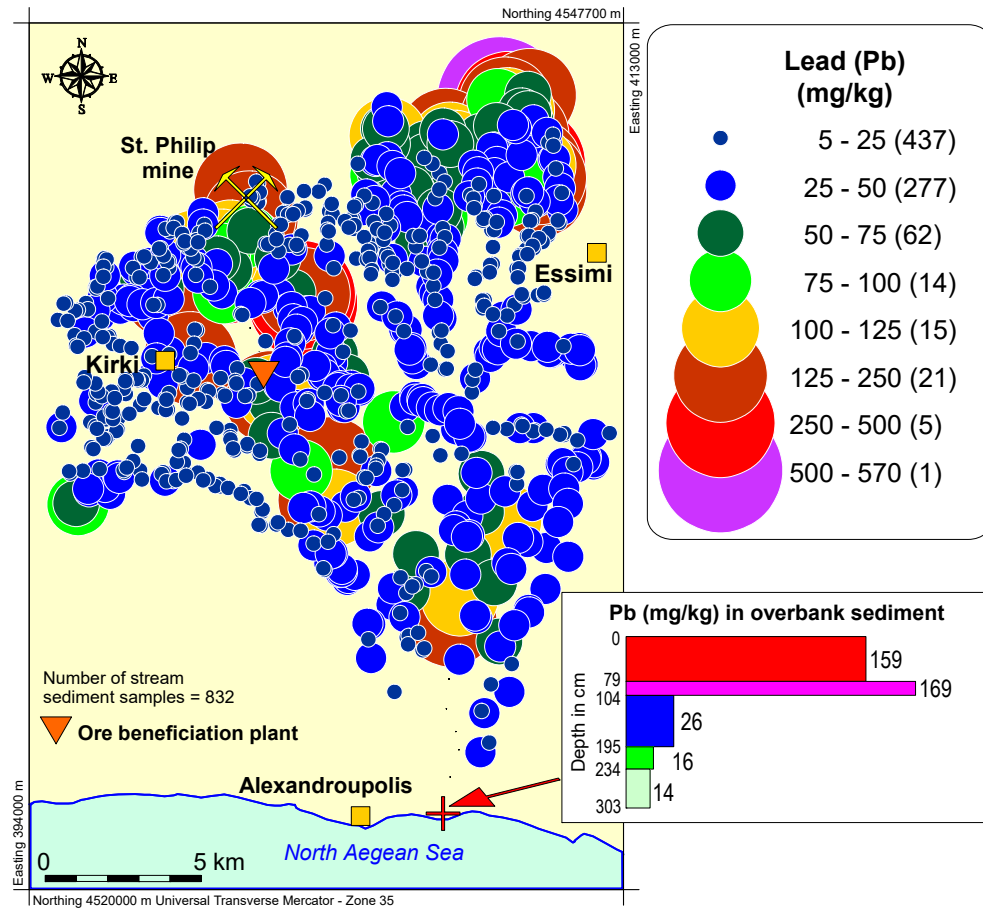 Northing 4547700 m
Easting 413000 m
N
W E
S
St. Philip
mine
Essimi
Kirki
Lead (Pb)
(mg/kg)
5 - 25 (437)
25 - 50 (277)
50 - 75 (62)
75 - 100 (14)
100 - 125 (15)
125 - 250 (21)
250 - 500 (5)
500 - 570 (1)
Pb (mg/kg) in overbank sediment
Depth in cm
0
79
104
195
234
303
159
169
26
16
14
Number of stream
sediment samples = 832
Ore beneficiation plant
Alexandroupolis
North Aegean Sea
0 5 km
Easting 394000 m
Northing 4520000 m Universal Transverse Mercator - Zone 35